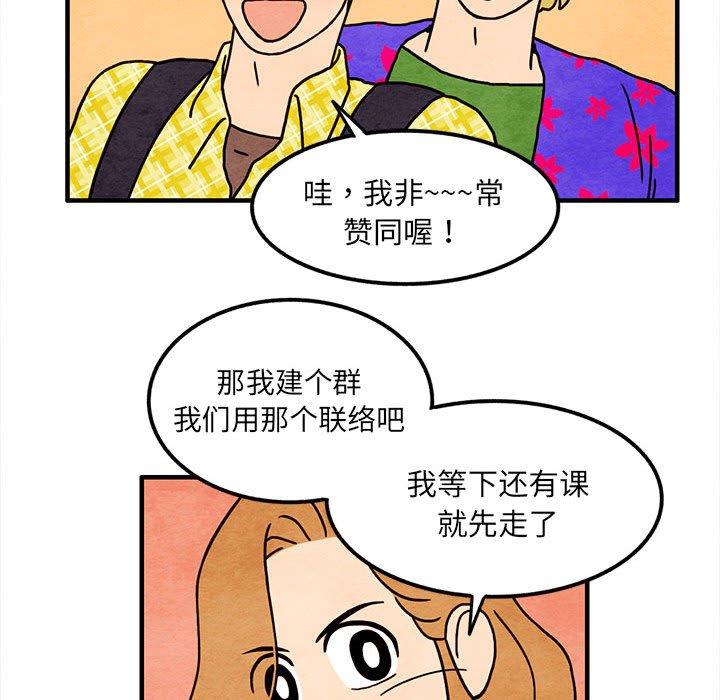 哇，我非~~~常
赞同喔！
那我建个群
我们用那个联络吧
我等下还有课
就先走了